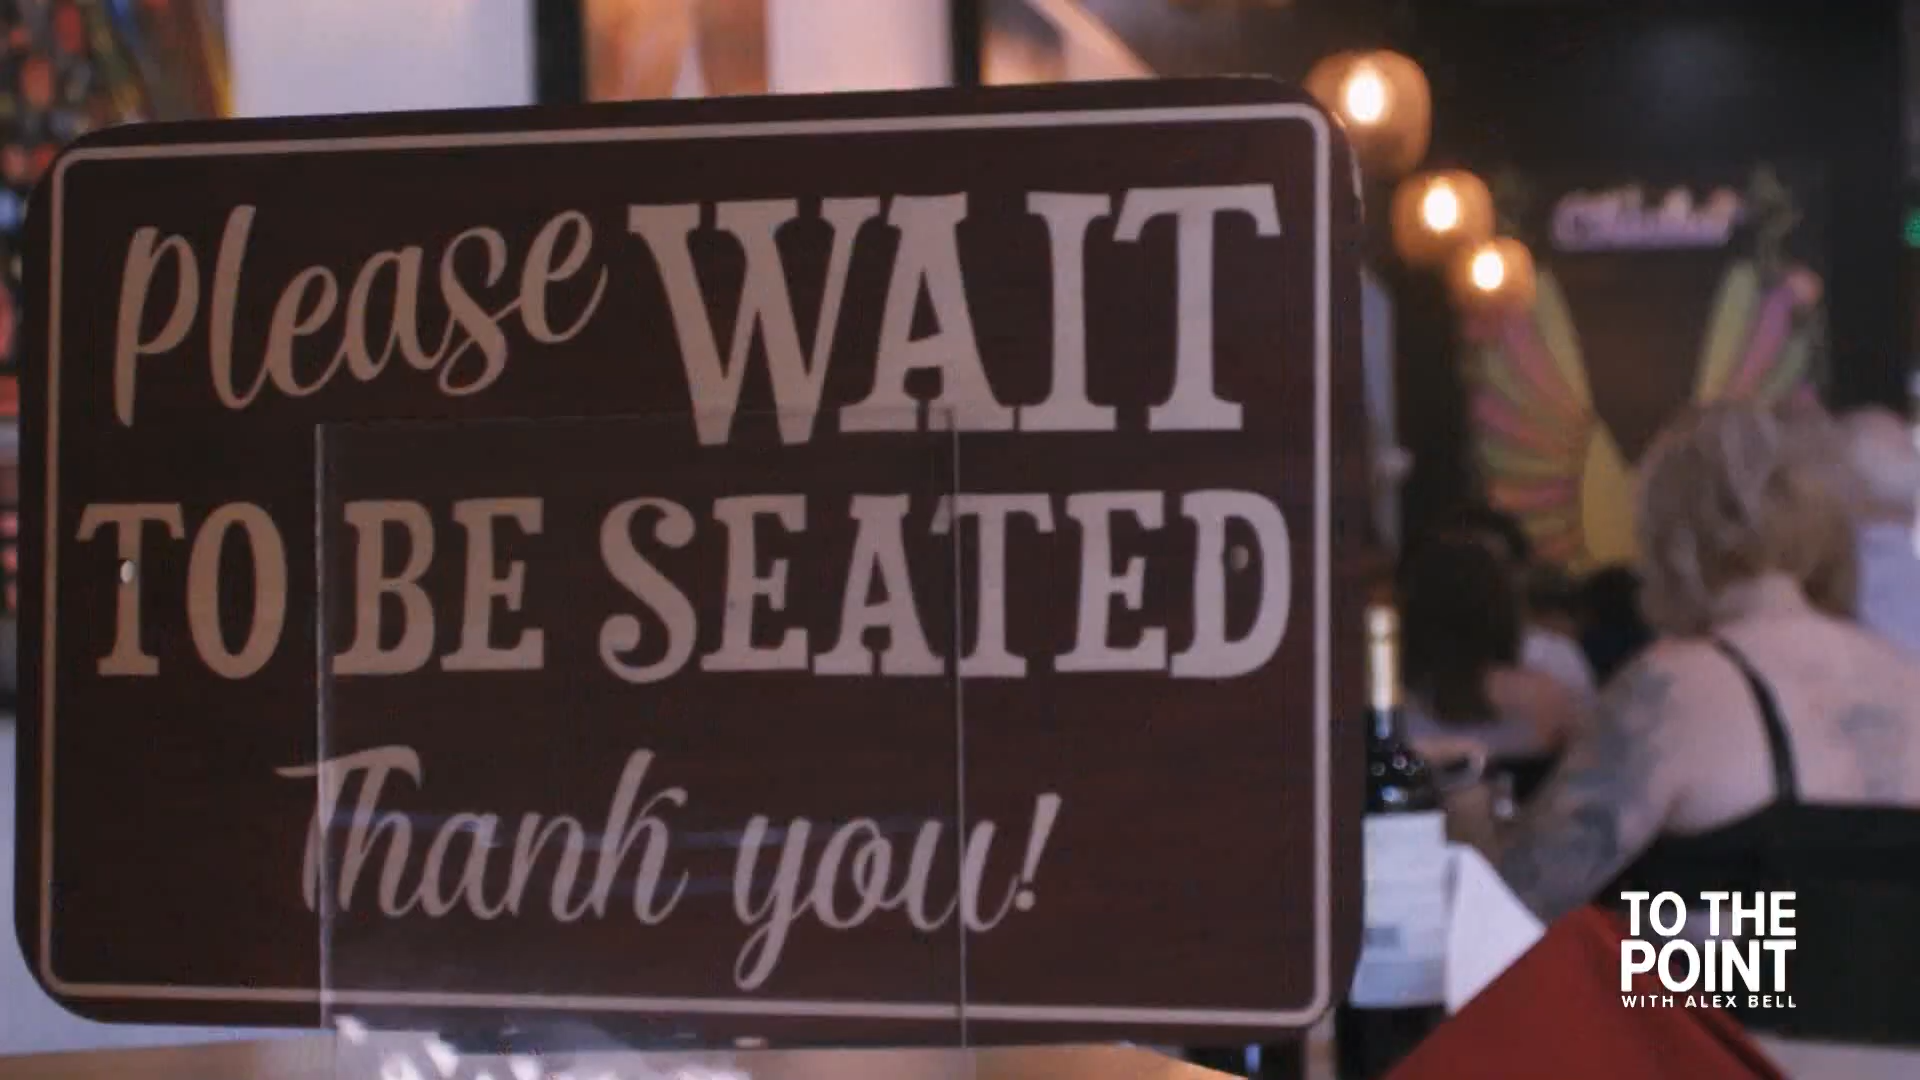 Please WAIT
TO BE SEATED
Thank you!
TO THE
POINT
WITH ALEX BELL